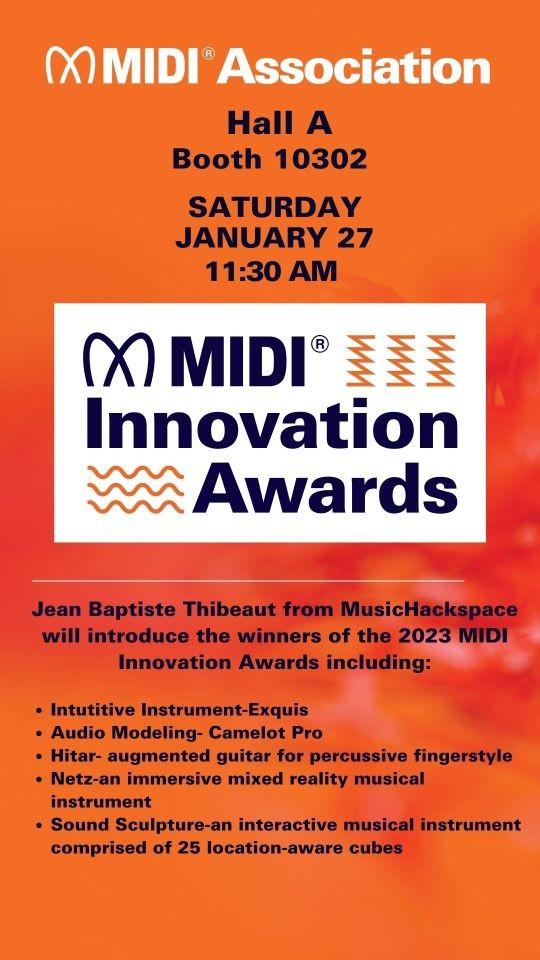 MIDI® Association
Hall A
Booth 10302
SATURDAY
JANUARY 27
11:30 AM
MIDI®
Innovation
Awards
Jean Baptiste Thibeaut from MusicHackspace
will introduce the winners of the 2023 MIDI
Innovation Awards including:
• Intutitive Instrument-Exquis
• Audio Modeling- Camelot Pro
• Hitar- augmented guitar for percussive fingerstyle
• Netz-an immersive mixed reality musical
instrument
• Sound Sculpture-an interactive musical instrument
comprised of 25 location-aware cubes